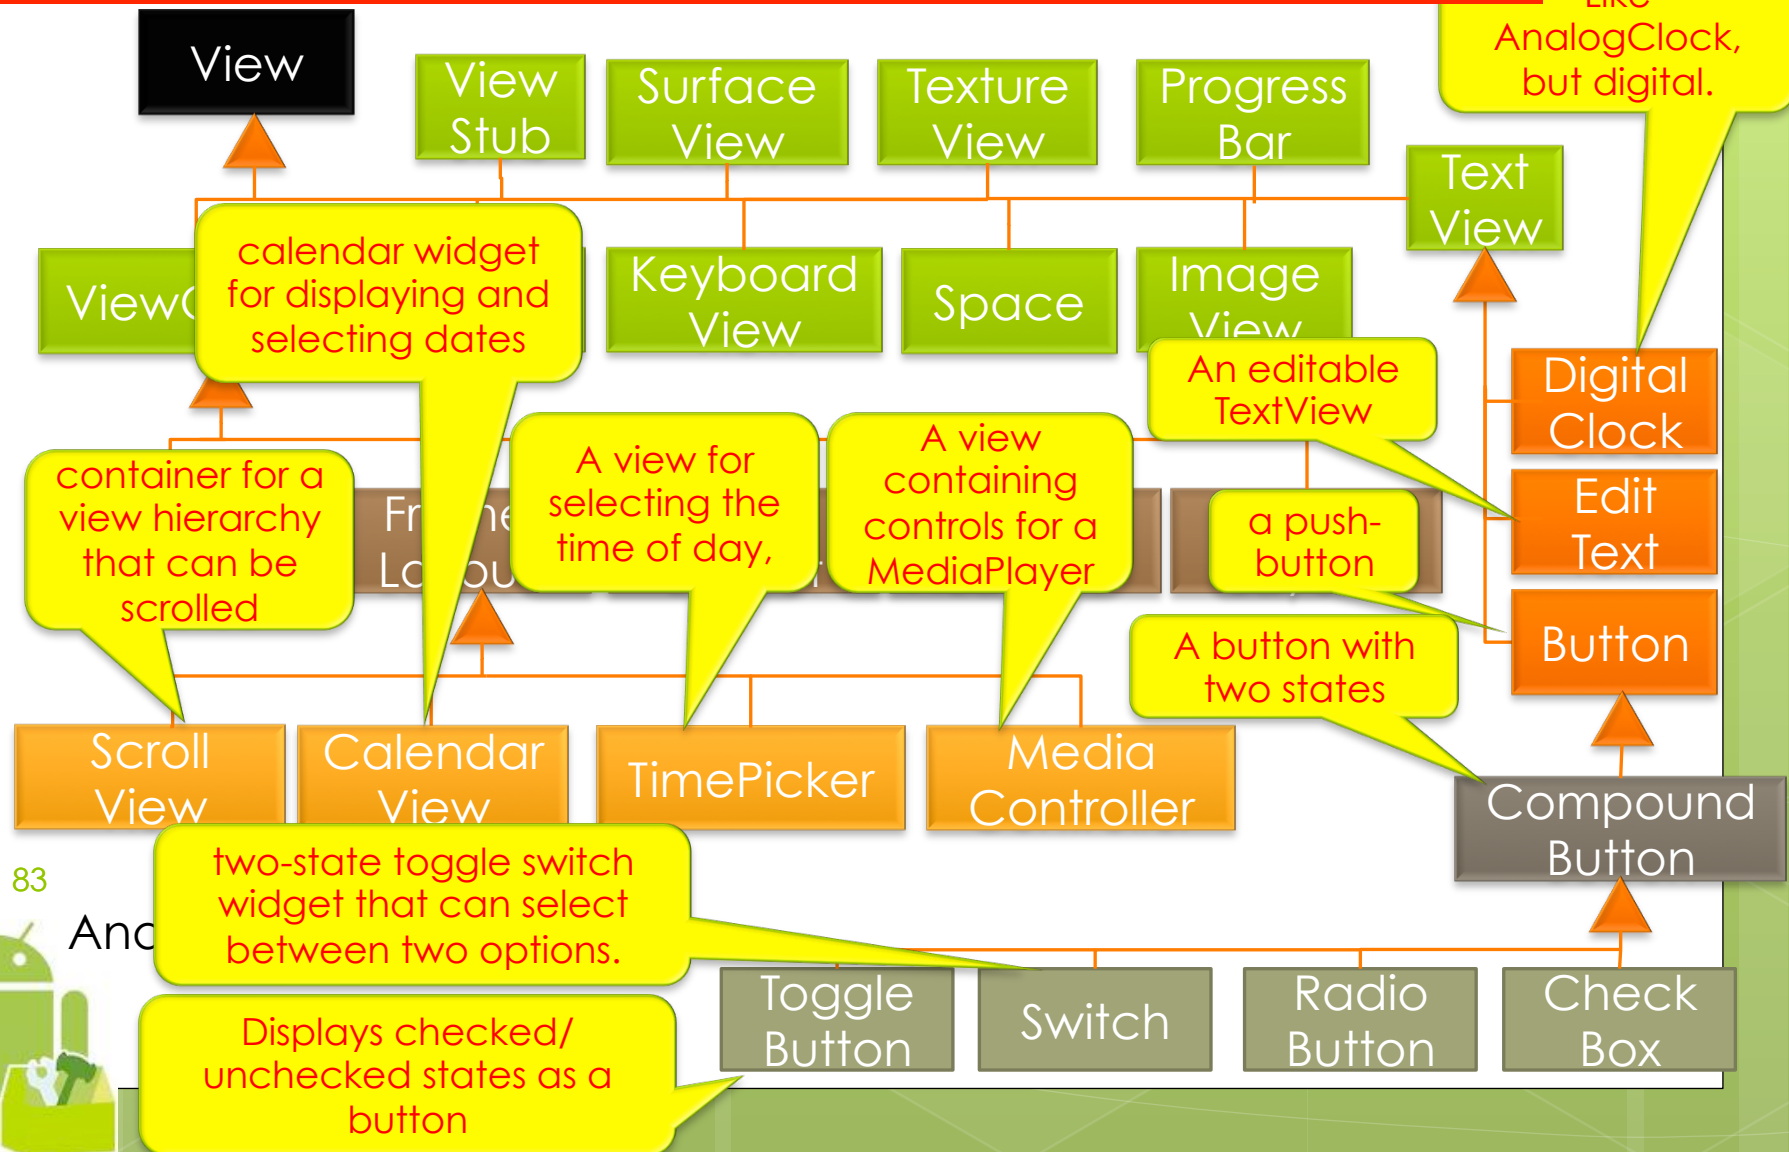 Like
AnalogClock,
but digital.
View
View
Stub
Surface
View
Texture
View
Progress
Bar
Text
View
calendar widget
for displaying and
selecting dates
Keyboard
View
Space
Image
View
An editable
TextView
Digital
Clock
container for a
view hierarchy
that can be
scrolled
A view for
selecting the
time of day,
A view
containing
controls for a
MediaPlayer
a push-
button
Edit
Text
A button with
two states
Button
Scroll
View
Calendar
View
TimePicker
Media
Controller
Compound
Button
83
two-state toggle switch
widget that can select
between two options.
Toggle
Button
Switch
Radio
Button
Check
Box
Displays checked/
unchecked states as a
button